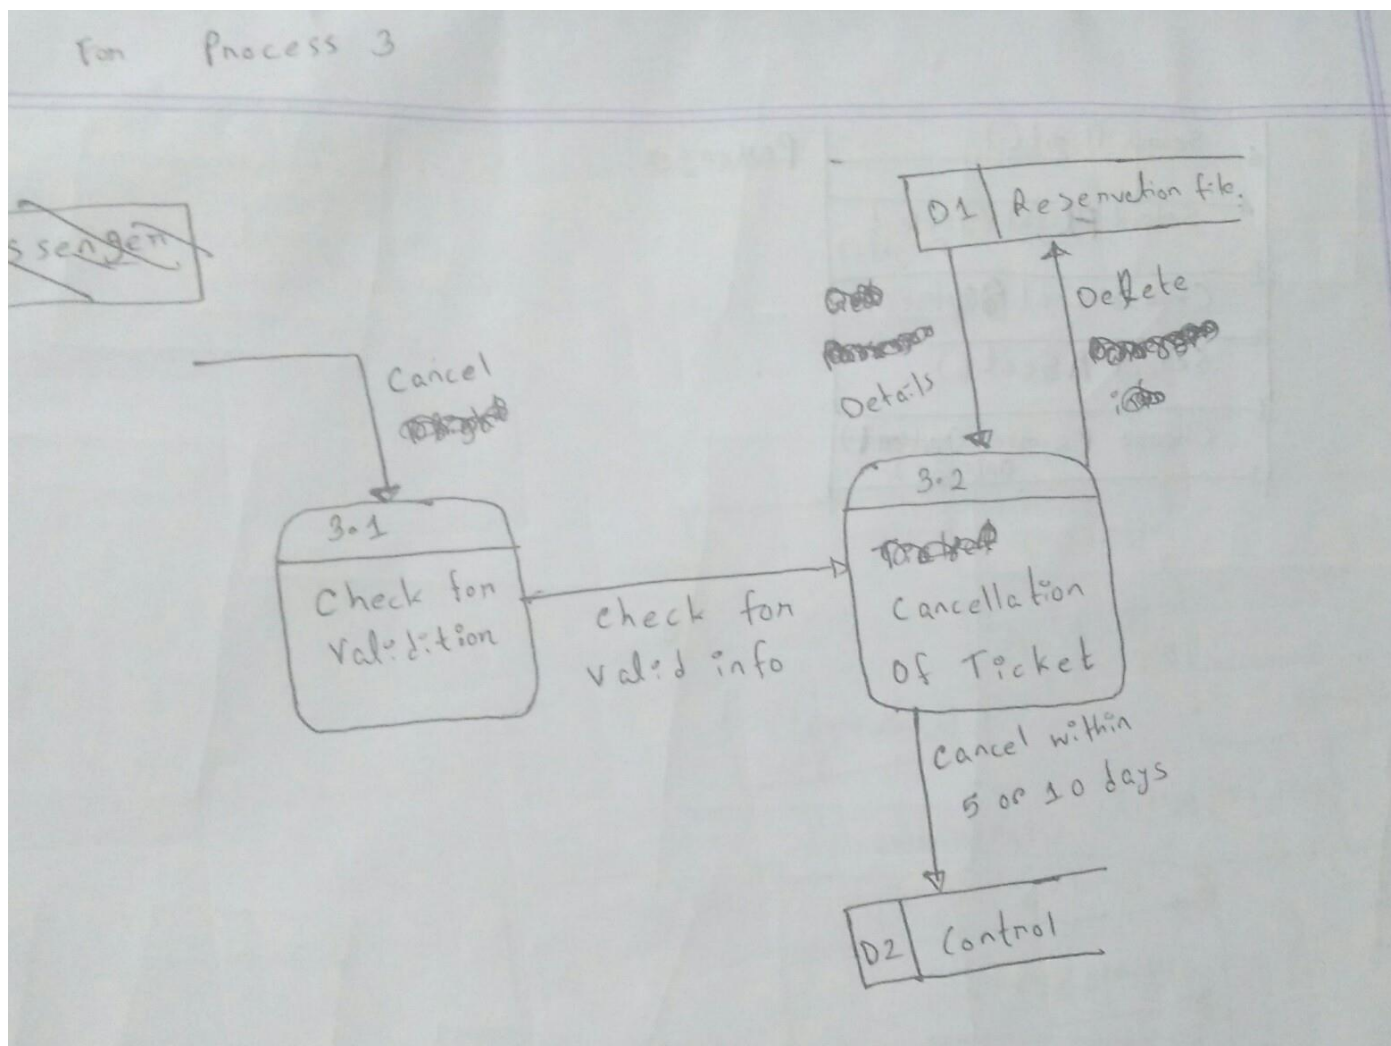 For Process 3
ssenger
D1 Reservation file.
Delete
Details
Cancel
3.1
Check for
validition
check for
valid info
3.2
Cancellation
Of Ticket
Cancel within
5 or 10 days
D2 Control